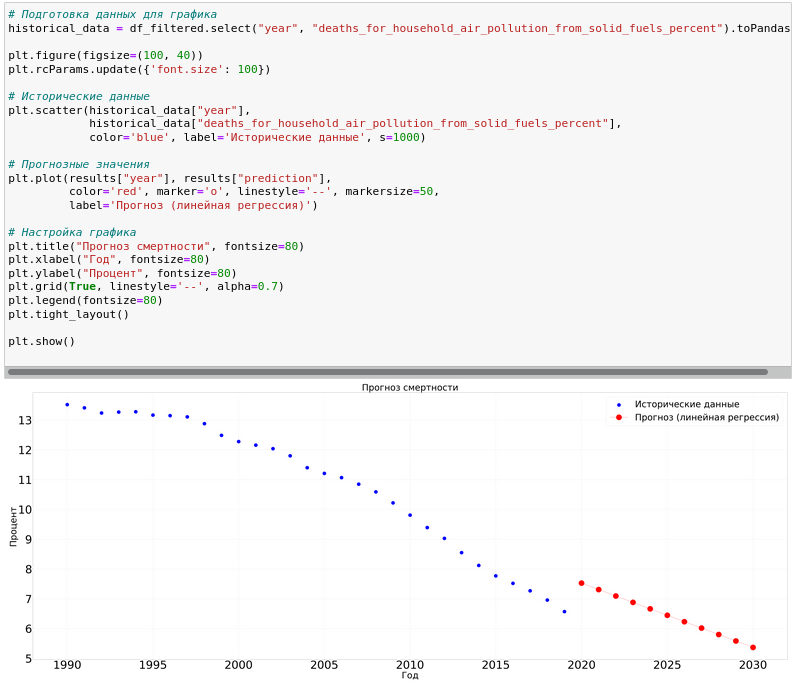 # Подготовка данных для графика
historical_data = df_filtered.select("year", "deaths_for_household_air_pollution_from_solid_fuels_percent").toPandas
plt.figure(figsize=(100, 40))
plt.rcParams.update({'font.size': 100})
# Исторические данные
plt.scatter(historical_data["year"],
historical_data["deaths_for_household_air_pollution_from_solid_fuels_percent"],
color='blue', label='Исторические данные', s=1000)
# Прогнозные значения
plt.plot(results["year"], results["prediction"],
color='red', marker='o', linestyle='--', markersize=50,
label='Прогноз (линейная регрессия)')
# Настройка графика
plt.title("Прогноз смертности", fontsize=80)
plt.xlabel("Год", fontsize=80)
plt.ylabel("Процент", fontsize=80)
plt.grid(True, linestyle='--', alpha=0.7)
plt.legend(fontsize=80)
plt.tight_layout()
plt.show()
Прогноз смертности
Исторические данные
Прогноз (линейная регрессия)
Процент
13
12
11
10
9
8
7
6
5
1990 1995 2000 2005 2010 2015 2020 2025 2030
Год